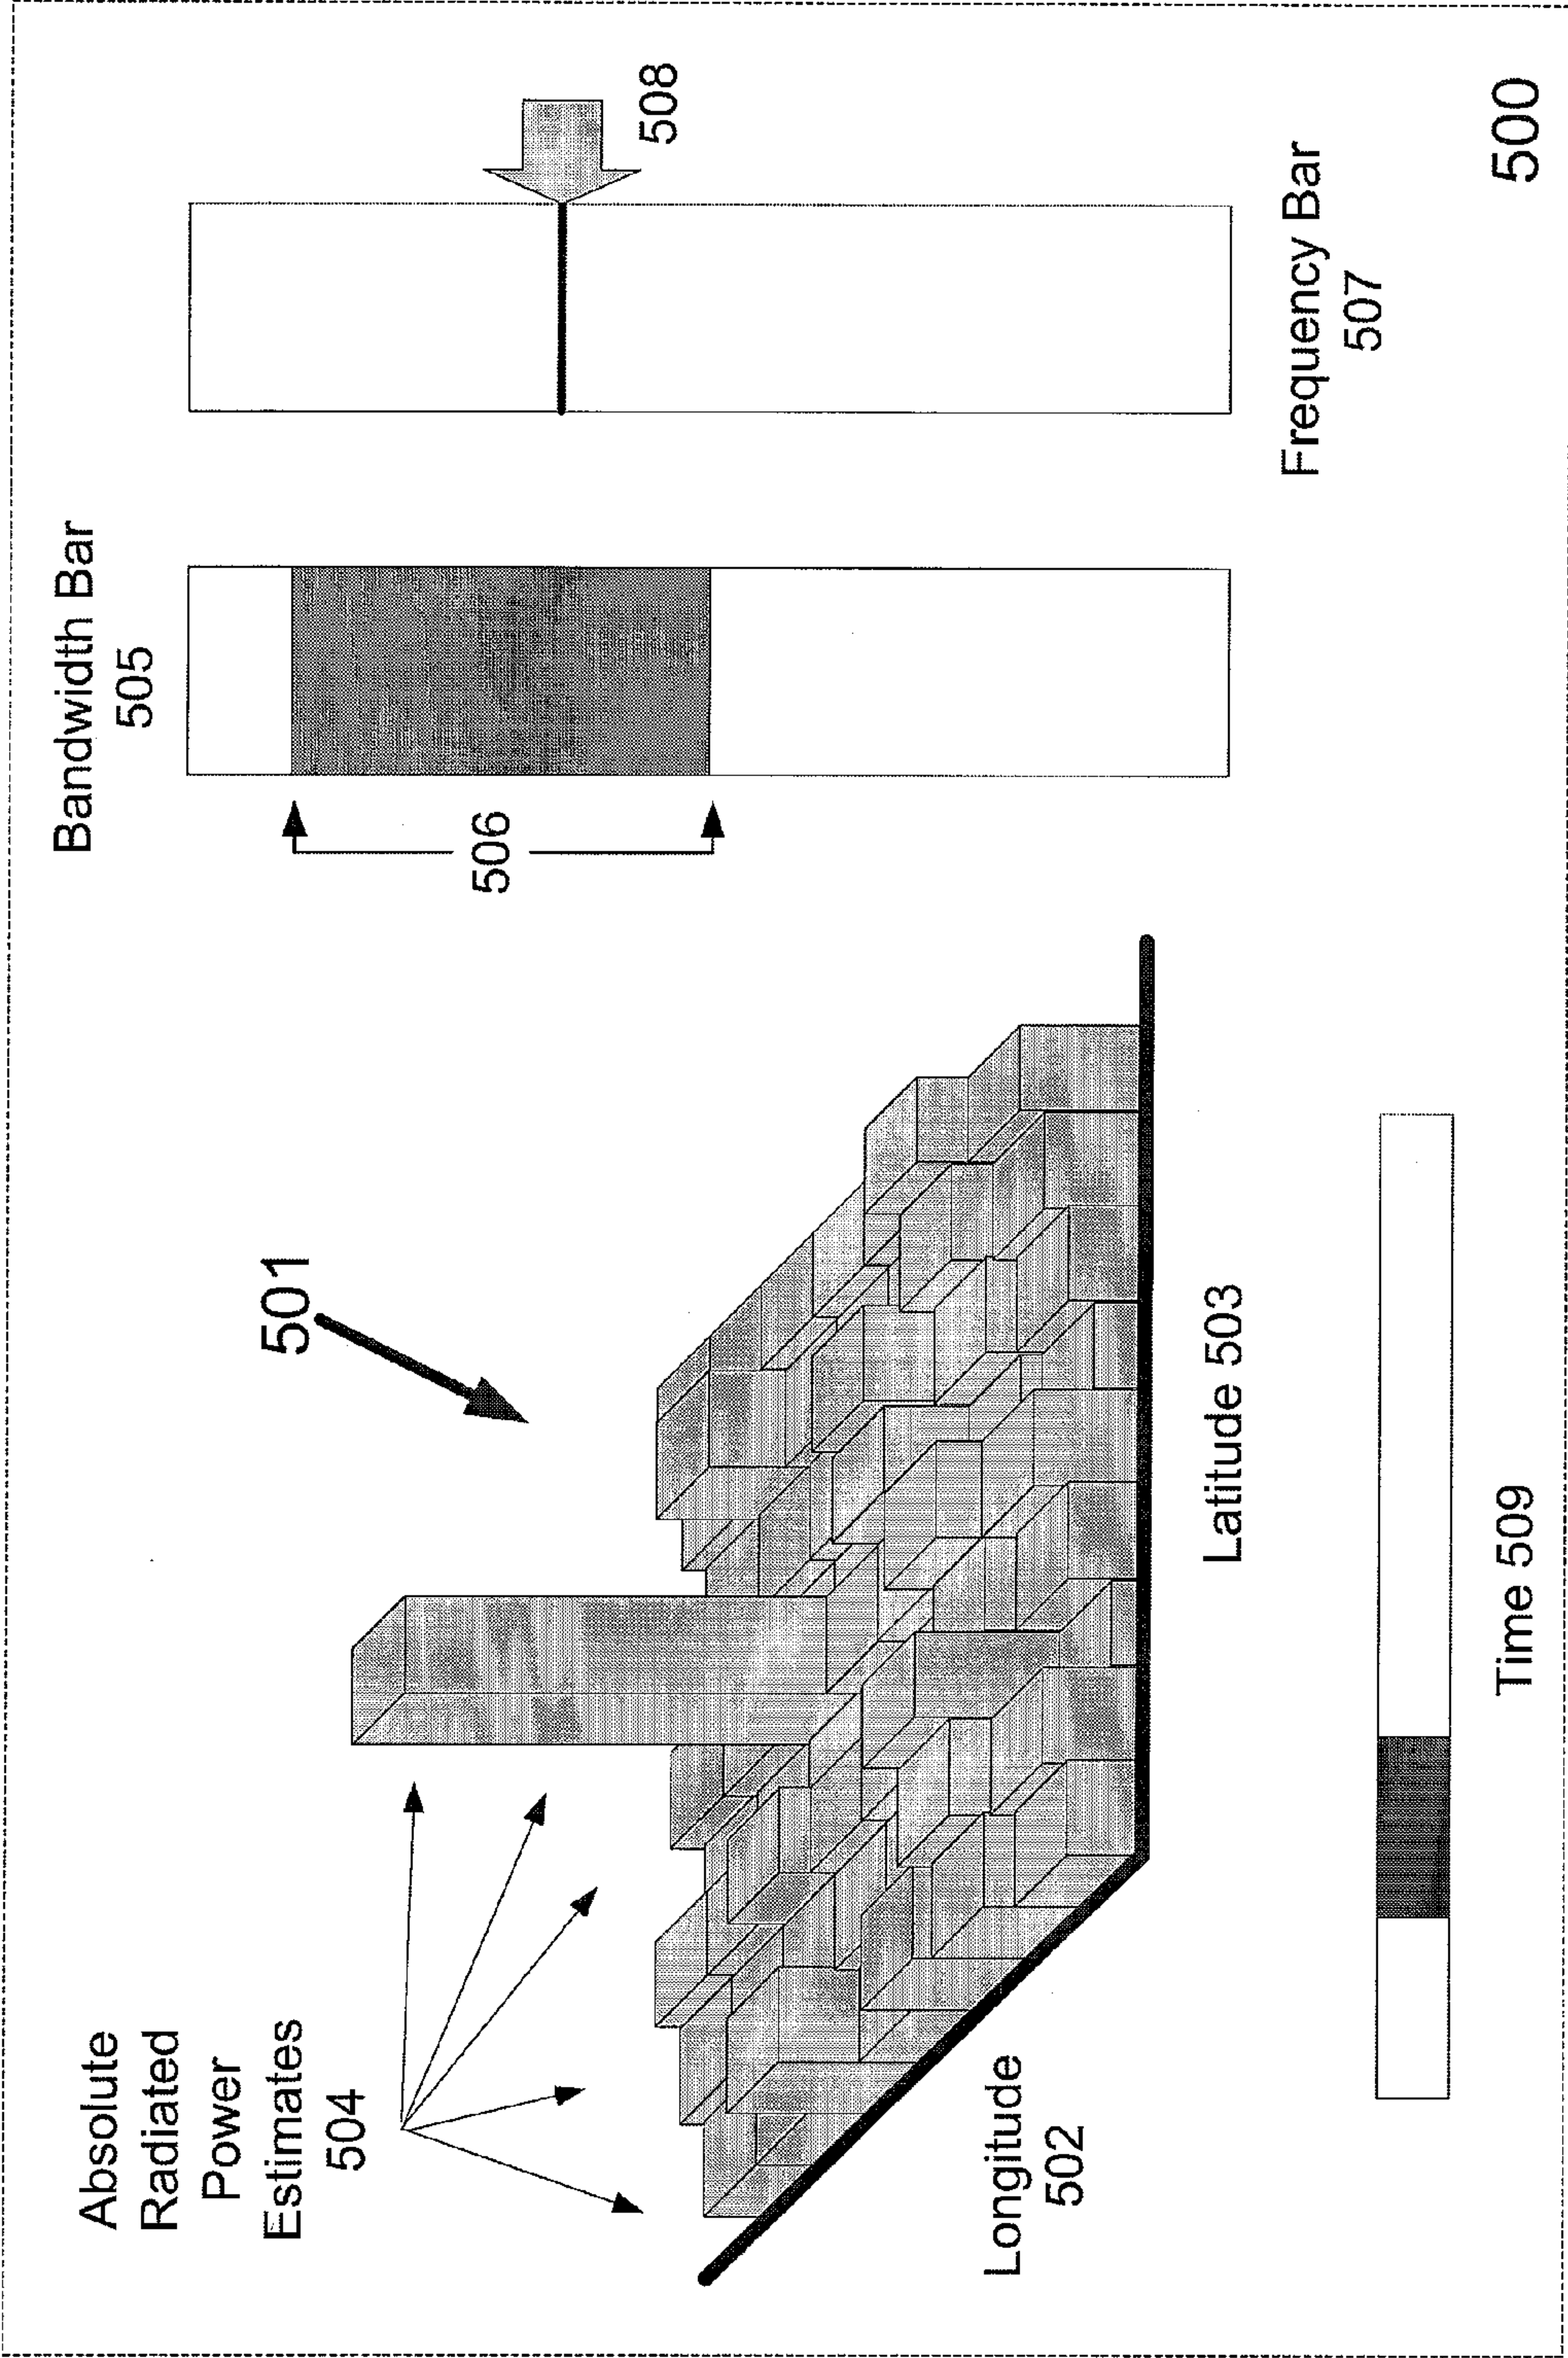 Absolute
Radiated
Power
Estimates
504
501
Bandwidth Bar
505
506
508
Longitude
502
Latitude 503
Frequency Bar
507
Time 509
500